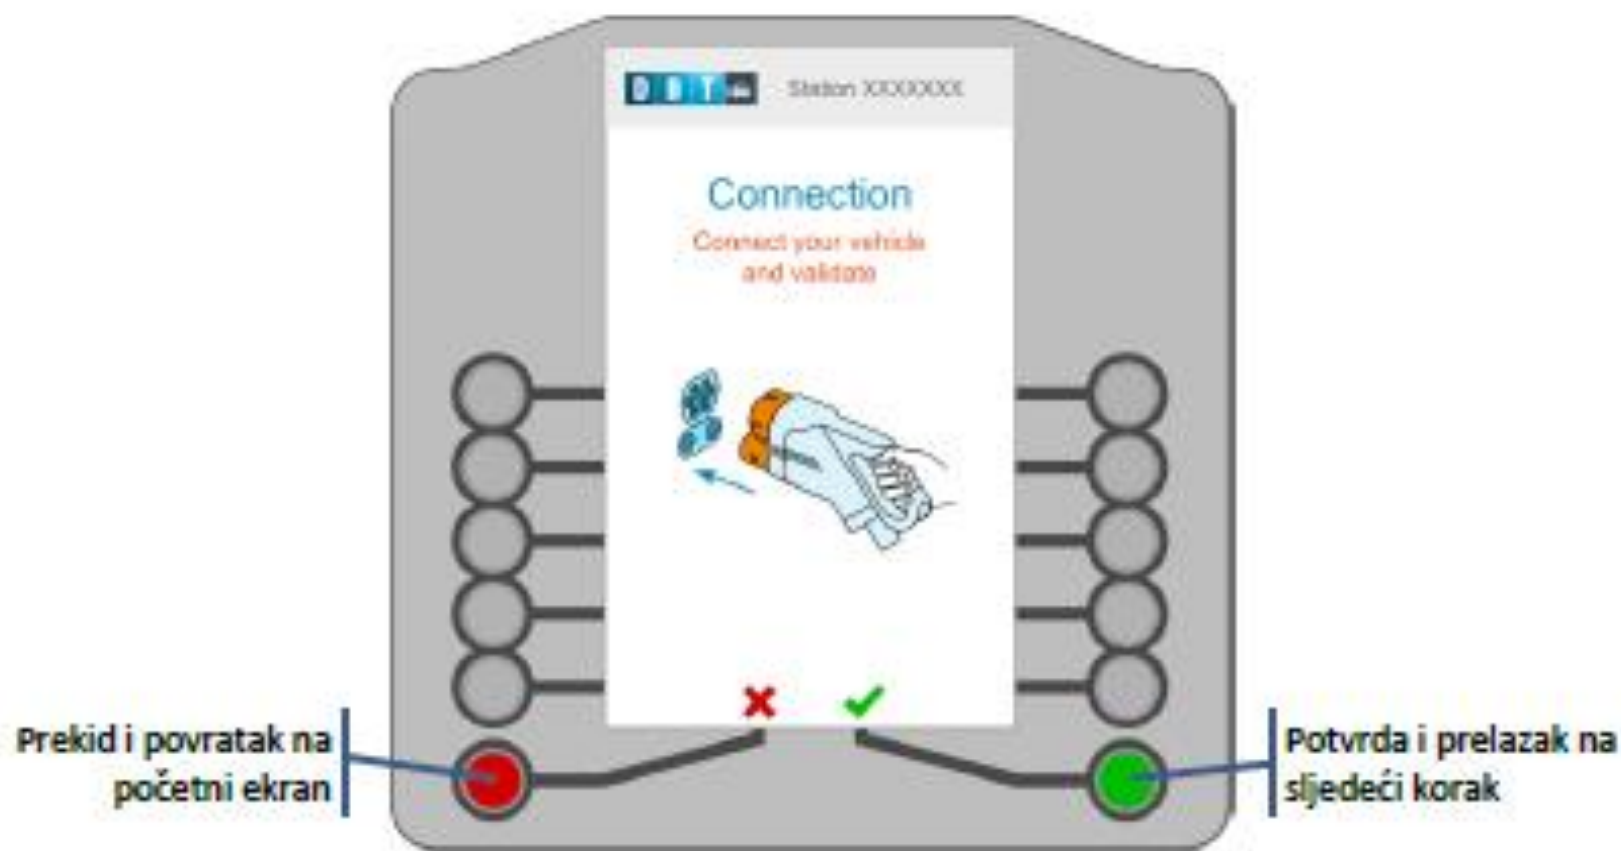 DBT
Station XXXXXXX
Connection
Connect your vehicle
and validate
Prekid i povratak na
početni ekran
Potvrda i prelazak na
sljedeći korak